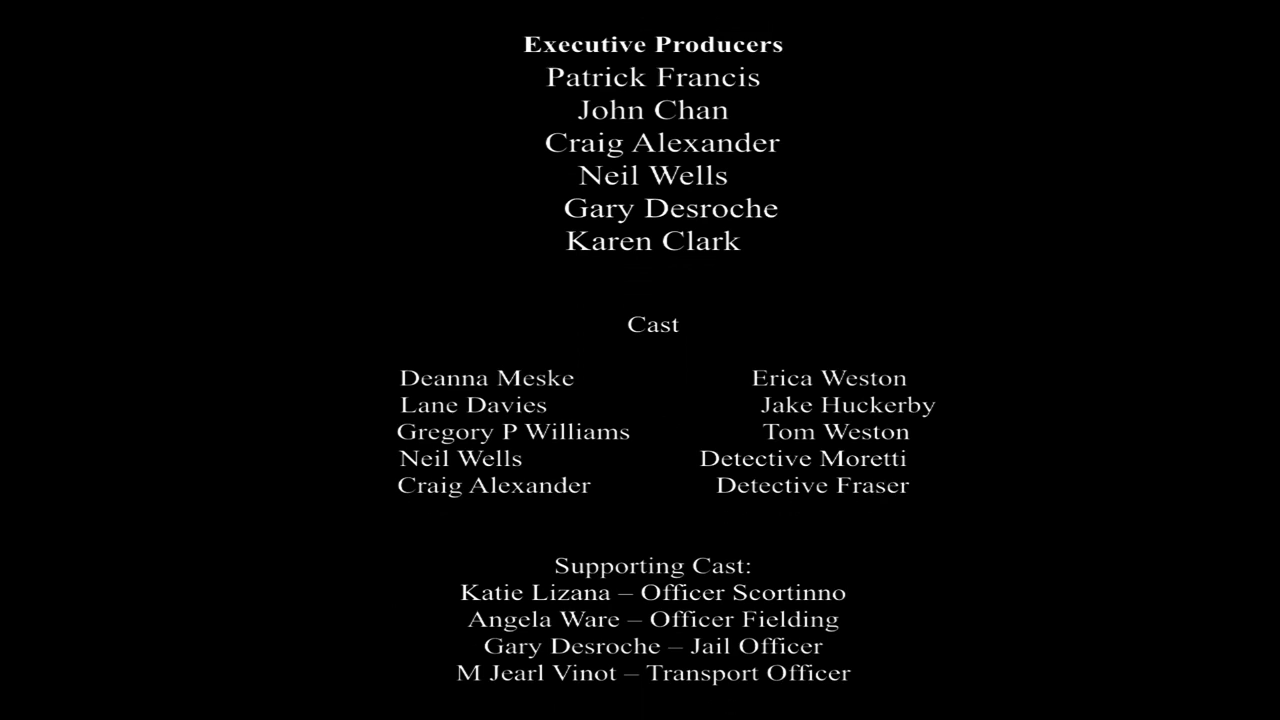 Executive Producers
Patrick Francis
John Chan
Craig Alexander
Neil Wells
Gary Desroche
Karen Clark
Cast
Deanna Meske Erica Weston
Lane Davies Jake Huckerby
Gregory P Williams Tom Weston
Neil Wells Detective Moretti
Craig Alexander Detective Fraser
Supporting Cast:
Katie Lizana – Officer Scortinno
Angela Ware – Officer Fielding
Gary Desroche – Jail Officer
M Jearl Vinot – Transport Officer